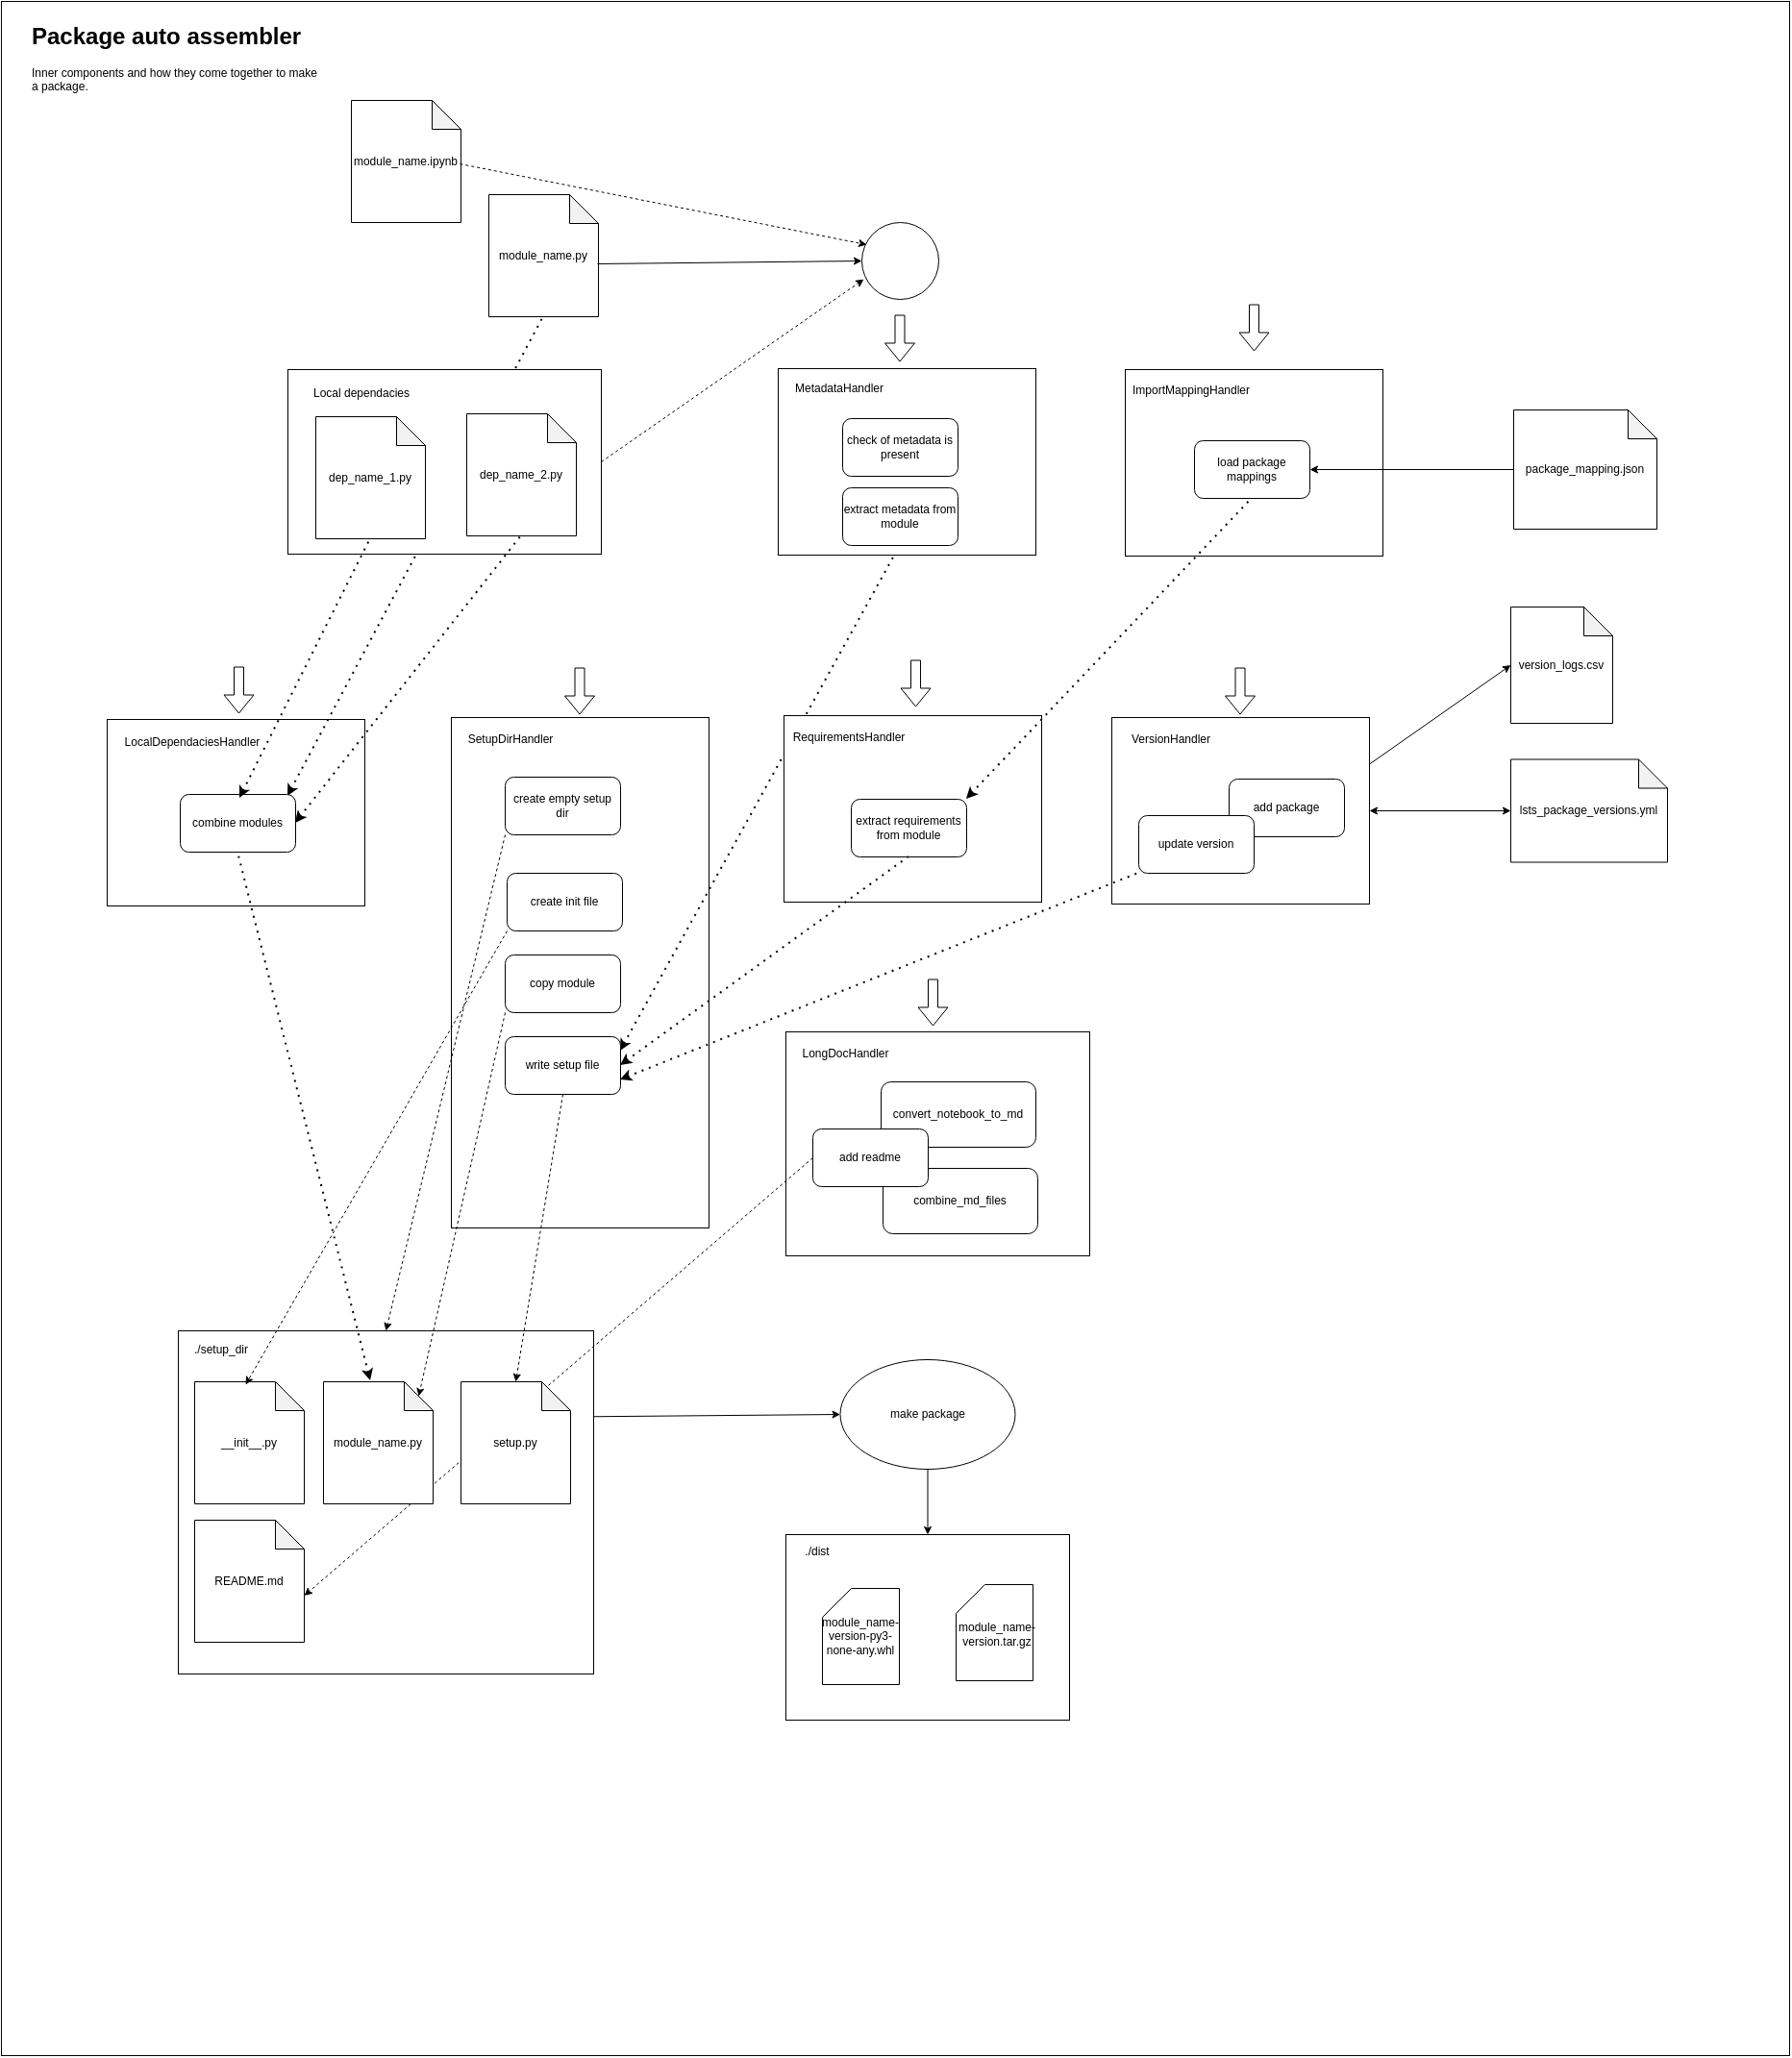 Package auto assembler
Inner components and how they come together to make
a package.
module_name.ipynb
module_name.py
Local dependacies
dep_name_1.py
dep_name_2.py
MetadataHandler
check of metadata is
present
extract metadata from
module
ImportMappingHandler
load package
mappings
package_mapping.json
version_logs.csv
lsts_package_versions.yml
LocalDependaciesHandler
combine modules
SetupDirHandler
create empty setup
dir
create init file
copy module
write setup file
RequirementsHandler
extract requirements
from module
VersionHandler
add package
update version
LongDocHandler
convert_notebook_to_md
add readme
combine_md_files
./setup_dir
__init__.py
module_name.py
setup.py
README.md
make package
./dist
module_name-
version-py3-
none-any.whl
module_name-
version.tar.gz